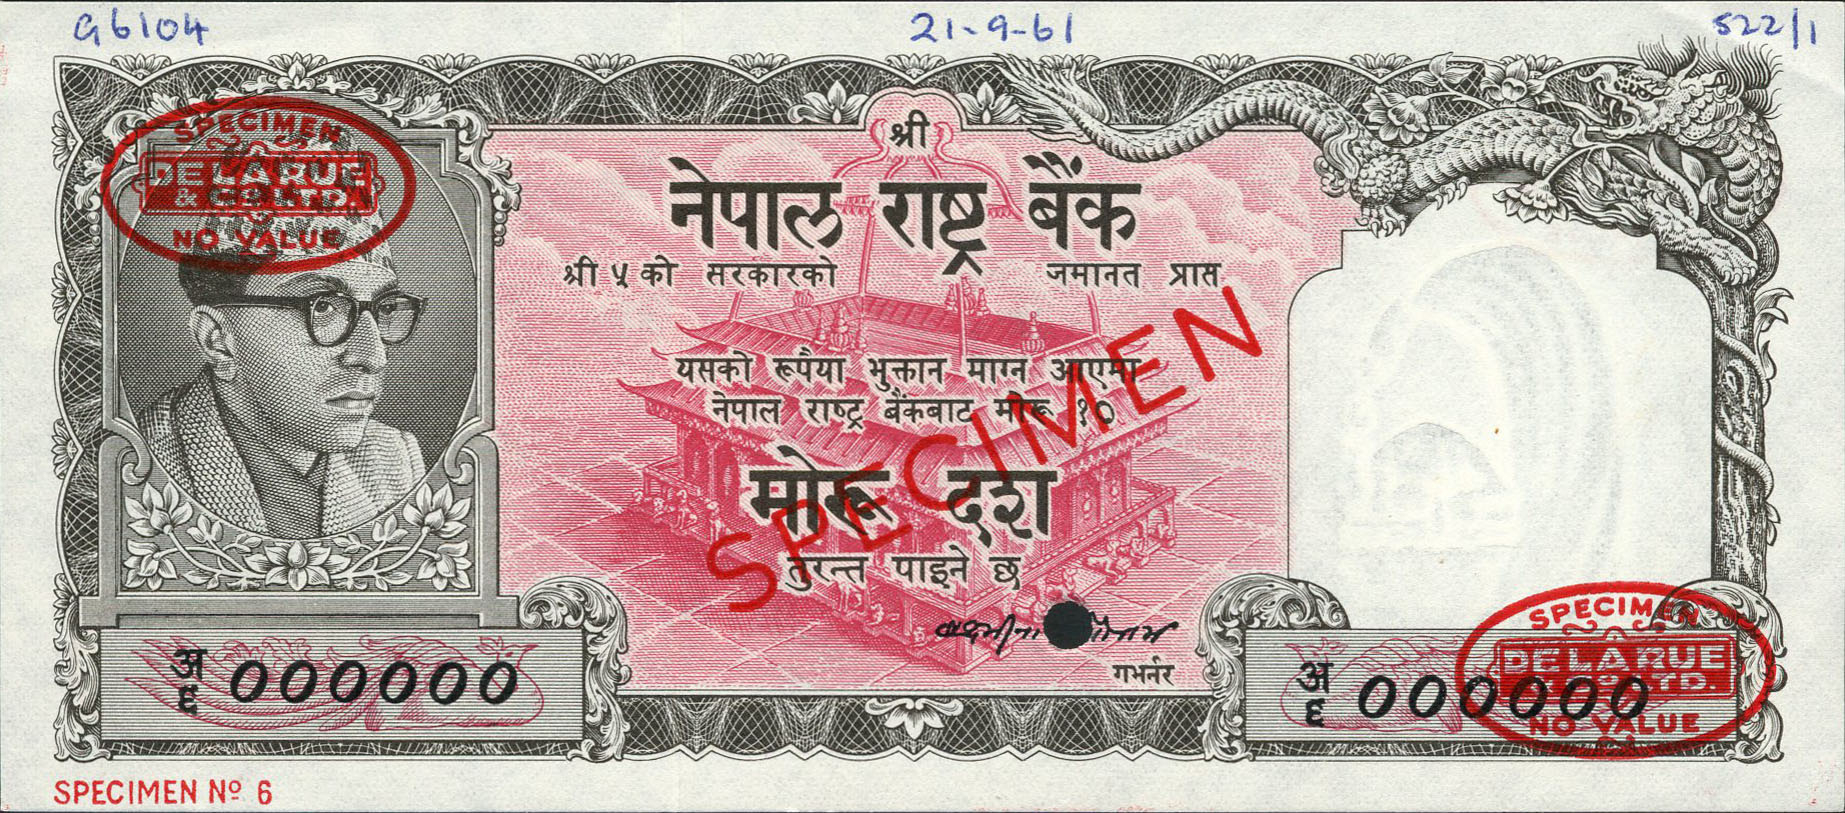 G6104 21-9-61 522/1
SPECIMEN
DE LA RUE
& CO LTD.
NO VALUE
श्री
नेपाल राष्ट्र बैंक
श्री ५ को सरकारको जमानत प्राप्त
यसको रूपैया भुक्तान माग्न आएमा
नेपाल राष्ट्र बैंकबाट मोरू १०
मोरू दश
तुरन्त पाइने छ
SPECIMEN
गभर्नर
अ
६ 000000
अ
६ 000000
SPECIMEN
DE LA RUE
& CO LTD.
NO VALUE
SPECIMEN Nº 6